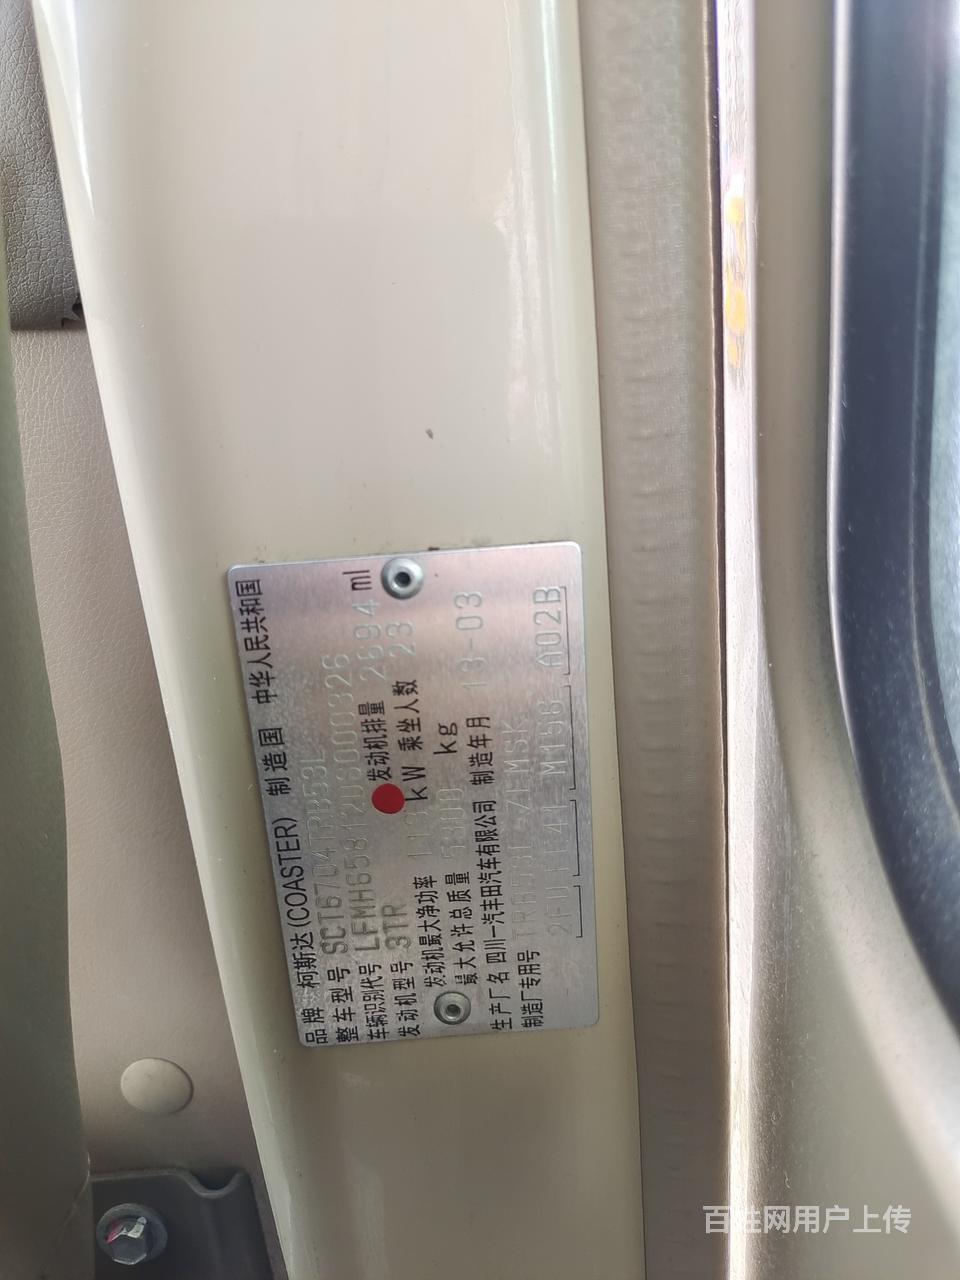 品牌 柯斯达(COASTER) 制造国 中华人民共和国
整车型号 SCT6704TRB53L
车辆识别代号 LFMH6581 0326
发动机型号 3TR 发动机排量 2694 ml
发动机最大净功率 kW 乘坐人数 23
最大允许总质量 5300 kg
生产厂名 四川一汽丰田汽车有限公司 制造年月 13-03
制造厂专用号 TRB53L-ZEMSK
A02B
百姓网用户上传